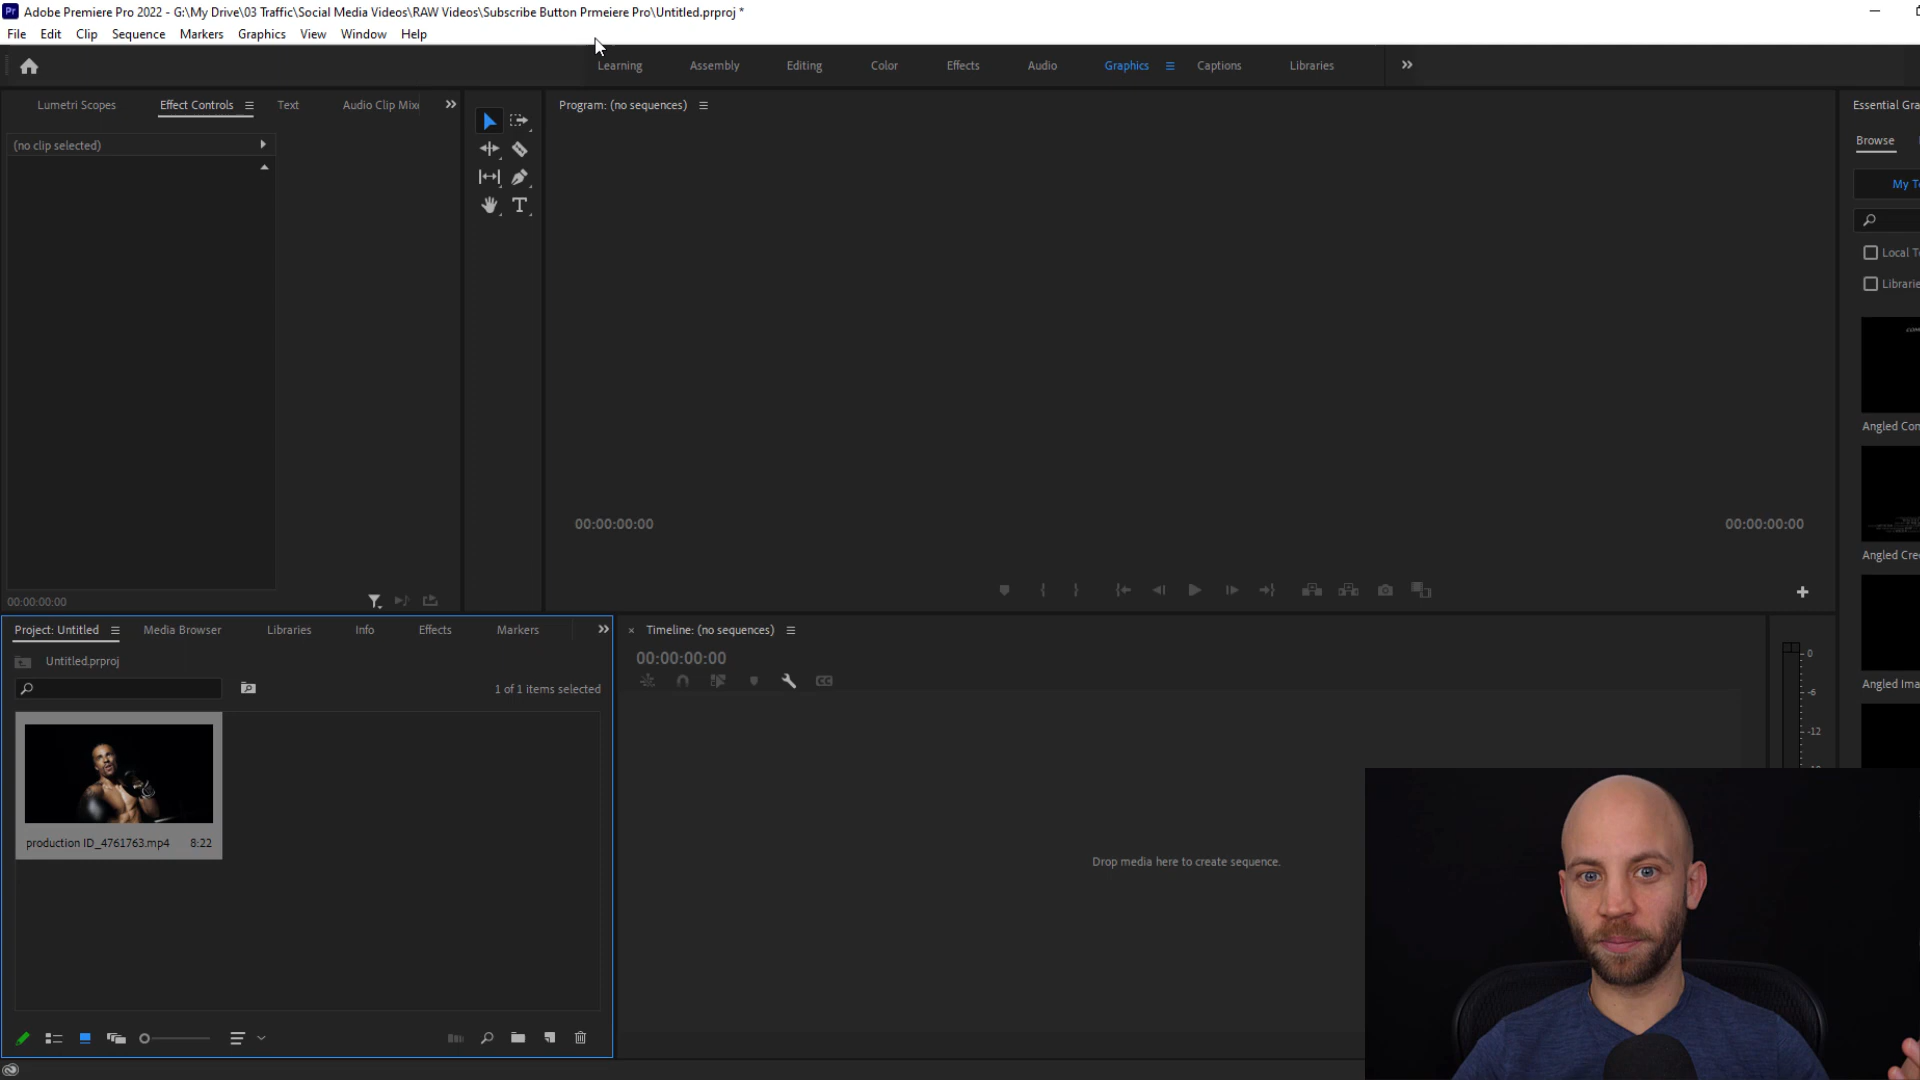 Pr Adobe Premiere Pro 2022 - G:\My Drive\03 Traffic\Social Media Videos\RAW Videos\Subscribe Button Prmeiere Pro\Untitled.prproj *
File Edit Clip Sequence Markers Graphics View Window Help
Learning Assembly Editing Color Effects Audio Graphics Captions Libraries
Lumetri Scopes Effect Controls Text Audio Clip Mix
Program: (no sequences)
Essential Gra
(no clip selected)
Browse
My T
Local T
Librarie
Angled Con
Angled Cre
Angled Ima
00:00:00:00
00:00:00:00
00:00:00:00
Project: Untitled Media Browser Libraries Info Effects Markers
Timeline: (no sequences)
Untitled.prproj
00:00:00:00
1 of 1 items selected
0
-6
-12
production ID_4761763.mp4 8:22
Drop media here to create sequence.